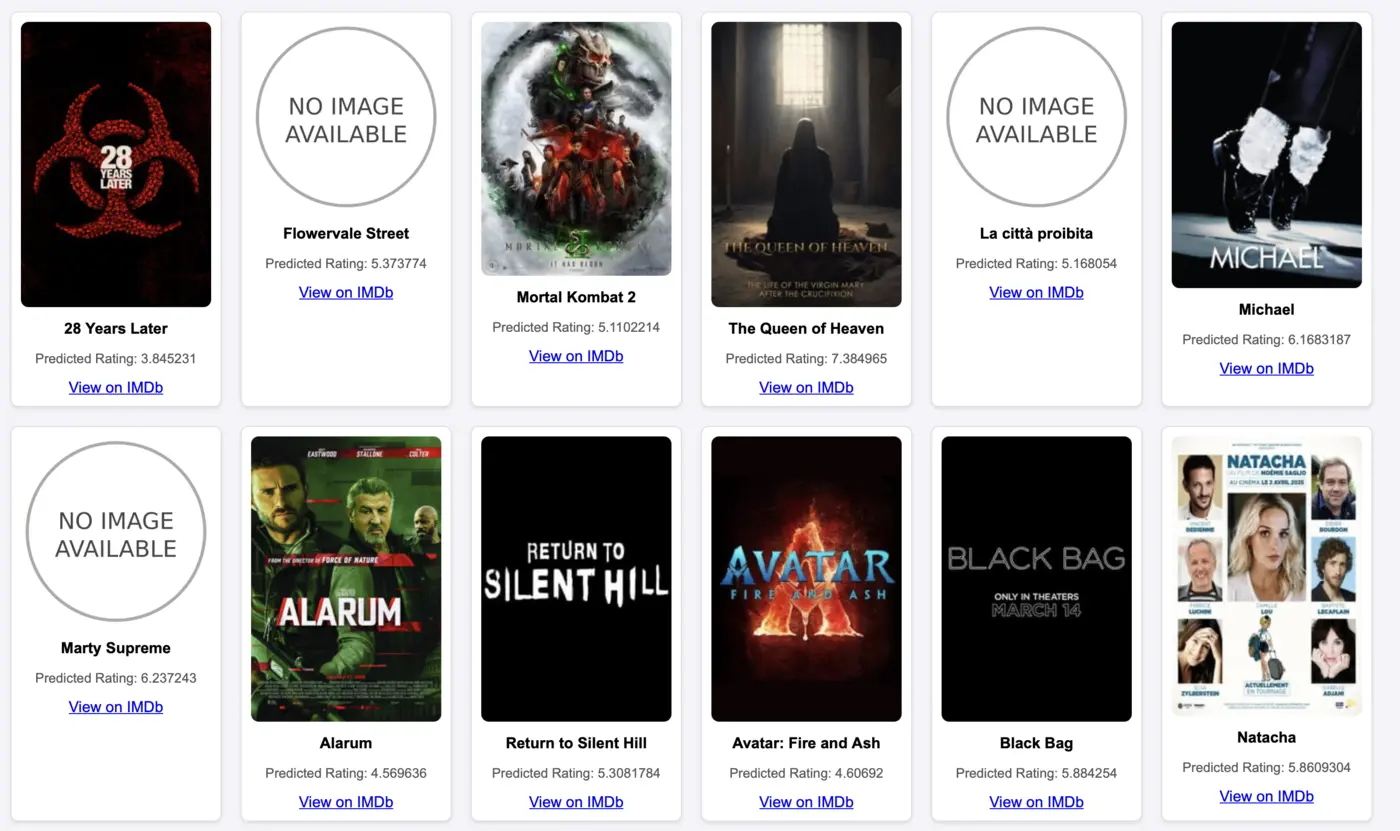 28
YEARS
LATER
28 Years Later
Predicted Rating: 3.845231
View on IMDb
NO IMAGE
AVAILABLE
Flowervale Street
Predicted Rating: 5.373774
View on IMDb
MORTAL KOMBAT
IT HAS BEGUN
Mortal Kombat 2
Predicted Rating: 5.1102214
View on IMDb
THE QUEEN OF HEAVEN
THE LIFE OF THE VIRGIN MARY
AFTER THE CRUCIFIXION
The Queen of Heaven
Predicted Rating: 7.384965
View on IMDb
NO IMAGE
AVAILABLE
La città proibita
Predicted Rating: 5.168054
View on IMDb
MICHAEL
Michael
Predicted Rating: 6.1683187
View on IMDb
NO IMAGE
AVAILABLE
Marty Supreme
Predicted Rating: 6.237243
View on IMDb
EASTWOOD STALLONE COLTER
FROM THE DIRECTOR OF FORCE OF NATURE
ALARUM
Alarum
Predicted Rating: 4.569636
View on IMDb
RETURN TO
SILENT HILL
Return to Silent Hill
Predicted Rating: 5.3081784
View on IMDb
AVATAR
FIRE AND ASH
Avatar: Fire and Ash
Predicted Rating: 4.60692
View on IMDb
BLACK BAG
ONLY IN THEATERS
MARCH 14
Black Bag
Predicted Rating: 5.884254
View on IMDb
NATACHA
UN FILM DE NOÉMIE SAGLIO
AU CINÉMA LE 2 AVRIL 2025
VINCENT
DEDIENNE
DIDIER
BOURDON
FABRICE
LUCHINI
CAMILLE
LOU
BAPTISTE
LECAPLAIN
ELSA
ZYLBERSTEIN
ACTUELLEMENT
EN TOURNAGE
ISABELLE
ADJANI
Natacha
Predicted Rating: 5.8609304
View on IMDb